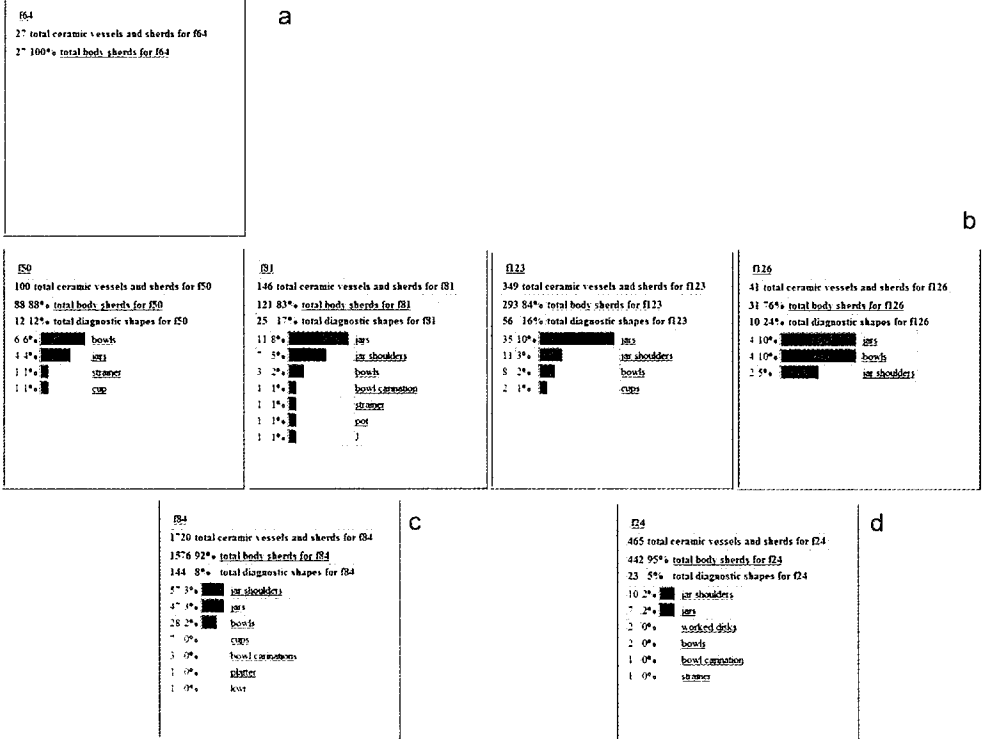 f64
a
27 total ceramic vessels and sherds for f64
27 100% total body sherds for f64
b
f50
100 total ceramic vessels and sherds for f50
88 88% total body sherds for f50
12 12% total diagnostic shapes for f50
6 6% bowls
4 4% jars
1 1% strainer
1 1% cup
f81
146 total ceramic vessels and sherds for f81
121 83% total body sherds for f81
25 17% total diagnostic shapes for f81
11 8% jars
7 5% jar shoulders
3 2% bowls
1 1% bowl carination
1 1% strainer
1 1% pot
1 1%
f123
349 total ceramic vessels and sherds for f123
293 84% total body sherds for f123
56 16% total diagnostic shapes for f123
35 10% jars
11 3% jar shoulders
8 2% bowls
2 1% cups
f126
41 total ceramic vessels and sherds for f126
31 76% total body sherds for f126
10 24% total diagnostic shapes for f126
4 10% jars
4 10% bowls
2 5% jar shoulders
f84
c
1720 total ceramic vessels and sherds for f84
1576 92% total body sherds for f84
144 8% total diagnostic shapes for f84
57 3% jar shoulders
47 3% jars
28 2% bowls
7 0% cups
3 0% bowl carinations
1 0% platter
1 0%
f24
d
465 total ceramic vessels and sherds for f24
442 95% total body sherds for f24
23 5% total diagnostic shapes for f24
10 2% jar shoulders
7 2% jars
2 0% worked disks
2 0% bowls
1 0% bowl carination
1 0% strainer